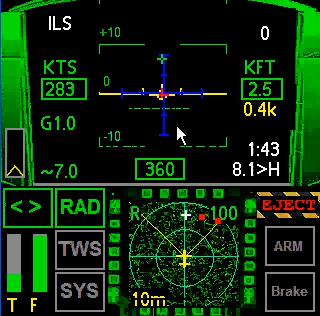 ILS
+10
0
KTS
KFT
283
0
2.5
0.4k
G1.0
-10
1:43
~7.0
360
8.1>H
< >
RAD
R
100
EJECT
TWS
ARM
SYS
Brake
T F
10m